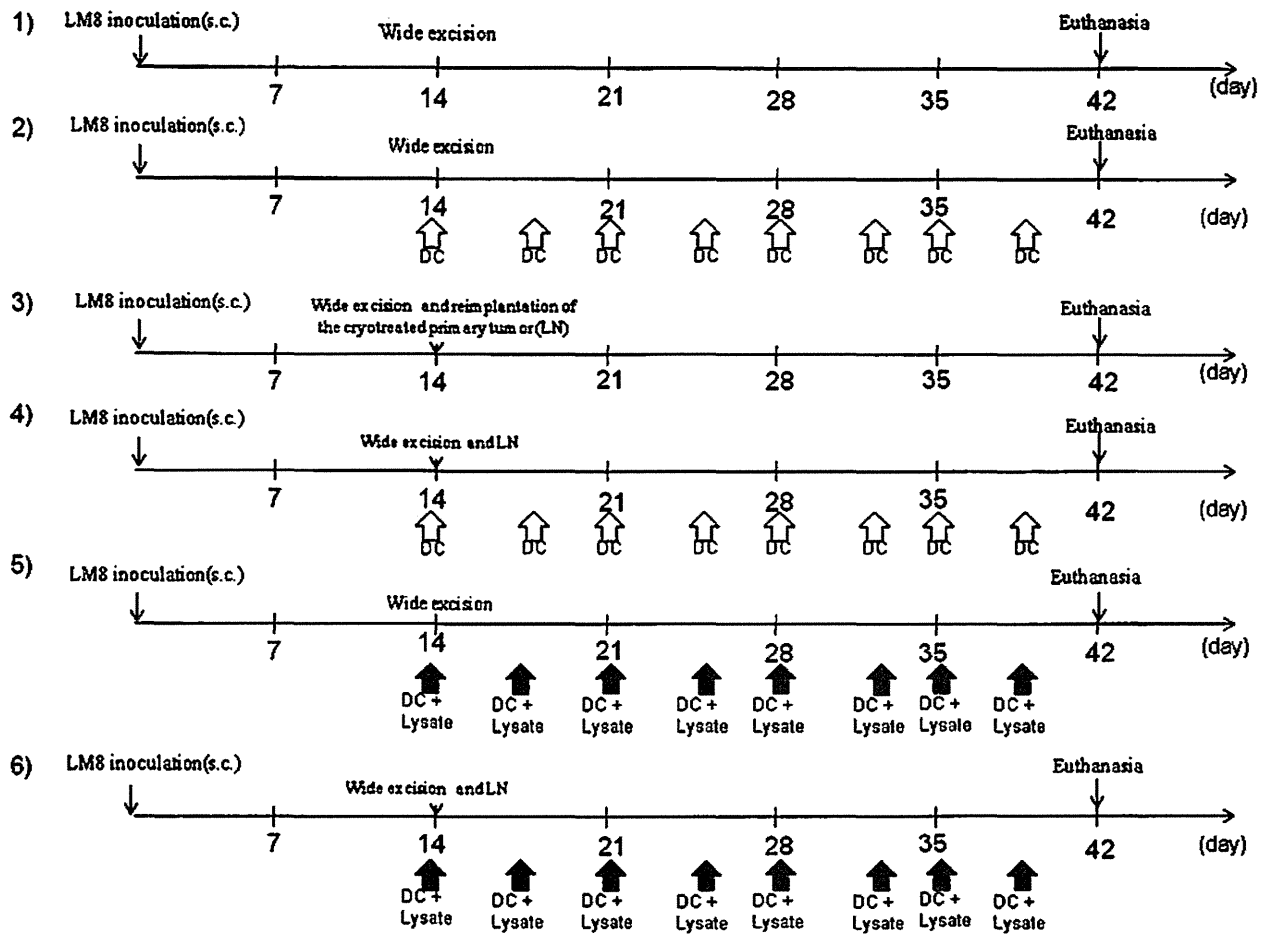 1)
LM8 inoculation(s.c.)
Wide excision
Euthanasia
7 14 21 28 35 42 (day)
2)
LM8 inoculation(s.c.)
Wide excision
Euthanasia
7 14 21 28 35 42 (day)
DC DC DC DC DC DC DC DC
3)
LM8 inoculation(s.c.)
Wide excision and reimplantation of
the cryotreated primary tumor(LN)
Euthanasia
7 14 21 28 35 42 (day)
4)
LM8 inoculation(s.c.)
Wide excision and LN
Euthanasia
7 14 21 28 35 42 (day)
DC DC DC DC DC DC DC DC
5)
LM8 inoculation(s.c.)
Wide excision
Euthanasia
7 14 21 28 35 42 (day)
DC + DC + DC + DC + DC + DC + DC + DC +
Lysate Lysate Lysate Lysate Lysate Lysate Lysate Lysate
6)
LM8 inoculation(s.c.)
Wide excision and LN
Euthanasia
7 14 21 28 35 42 (day)
DC + DC + DC + DC + DC + DC + DC + DC +
Lysate Lysate Lysate Lysate Lysate Lysate Lysate Lysate